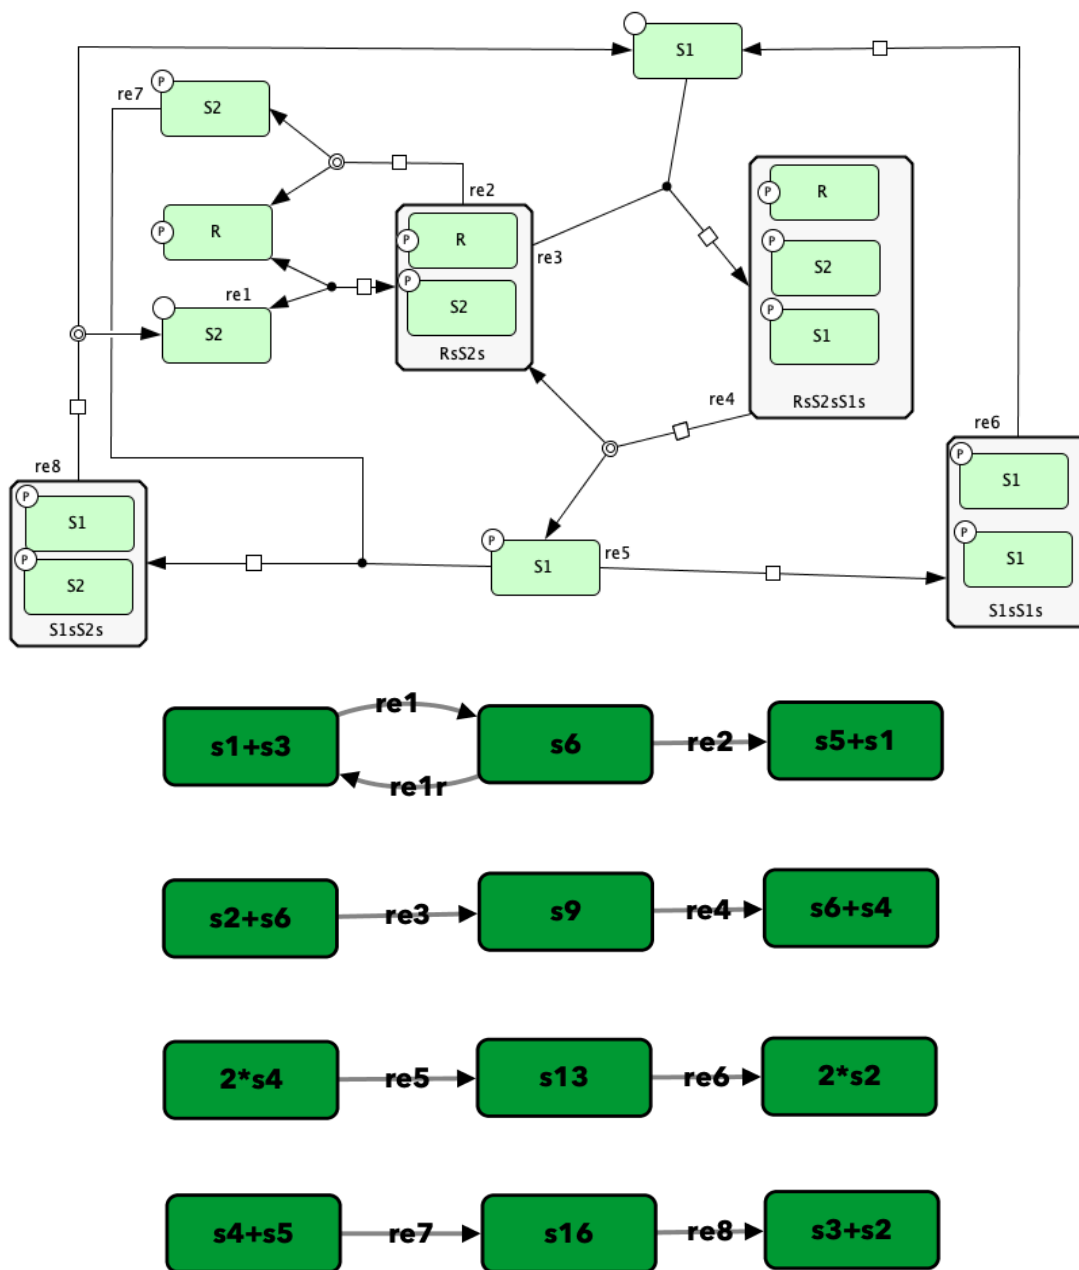 S1
P
re7
S2
re2
P
R
P
R
P
R
re3
P
S2
P
S2
re1
S2
P
S1
RsS2s
re4
RsS2sS1s
re6
P
S1
re8
P
S1
P
S1
re5
P
S1
P
S2
S1sS2s
S1sS1s
re1
s1+s3
s6
re2
s5+s1
re1r
s2+s6
re3
s9
re4
s6+s4
2*s4
re5
s13
re6
2*s2
s4+s5
re7
s16
re8
s3+s2